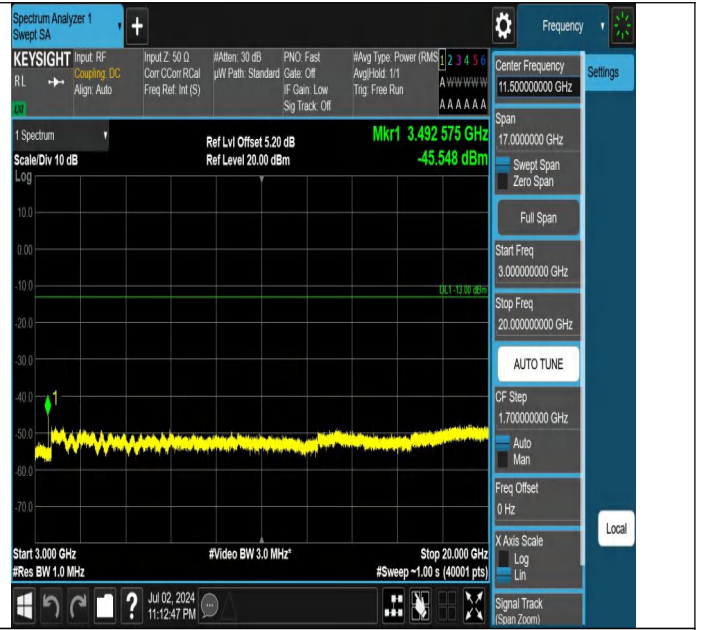 Spectrum Analyzer 1
Swept SA
+
Frequency
KEYSIGHT
RL
LXI
Input: RF
Coupling: DC
Align: Auto
Input Z: 50 Ω
Corr CCorr RCal
Freq Ref: Int (S)
#Atten: 30 dB
µW Path: Standard
PNO: Fast
Gate: Off
IF Gain: Low
Sig Track: Off
#Avg Type: Power (RMS
Avg|Hold: 1/1
Trig: Free Run
1 2 3 4 5 6
A W W W W W
A A A A A A
1 Spectrum
Scale/Div 10 dB
Log
Ref Lvl Offset 5.20 dB
Ref Level 20.00 dBm
Mkr1 3.492 575 GHz
-45.548 dBm
10.0
0.00
-10.0
DL1 -13.00 dBm
-20.0
-30.0
-40.0
1
-50.0
-60.0
-70.0
Start 3.000 GHz
#Res BW 1.0 MHz
#Video BW 3.0 MHz*
Stop 20.000 GHz
#Sweep ~1.00 s (40001 pts)
Jul 02, 2024
11:12:47 PM
Center Frequency
11.500000000 GHz
Settings
Span
17.0000000 GHz
Swept Span
Zero Span
Full Span
Start Freq
3.000000000 GHz
Stop Freq
20.000000000 GHz
AUTO TUNE
CF Step
1.700000000 GHz
Auto
Man
Freq Offset
0 Hz
X Axis Scale
Log
Lin
Local
Signal Track
(Span Zoom)